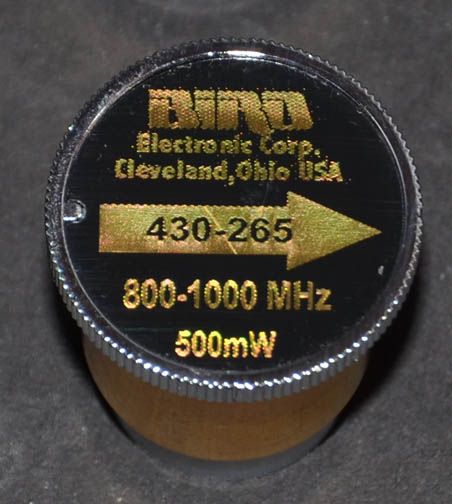 BIRD
Electronic Corp.
Cleveland,Ohio USA
430-265
800-1000 MHz
500mW